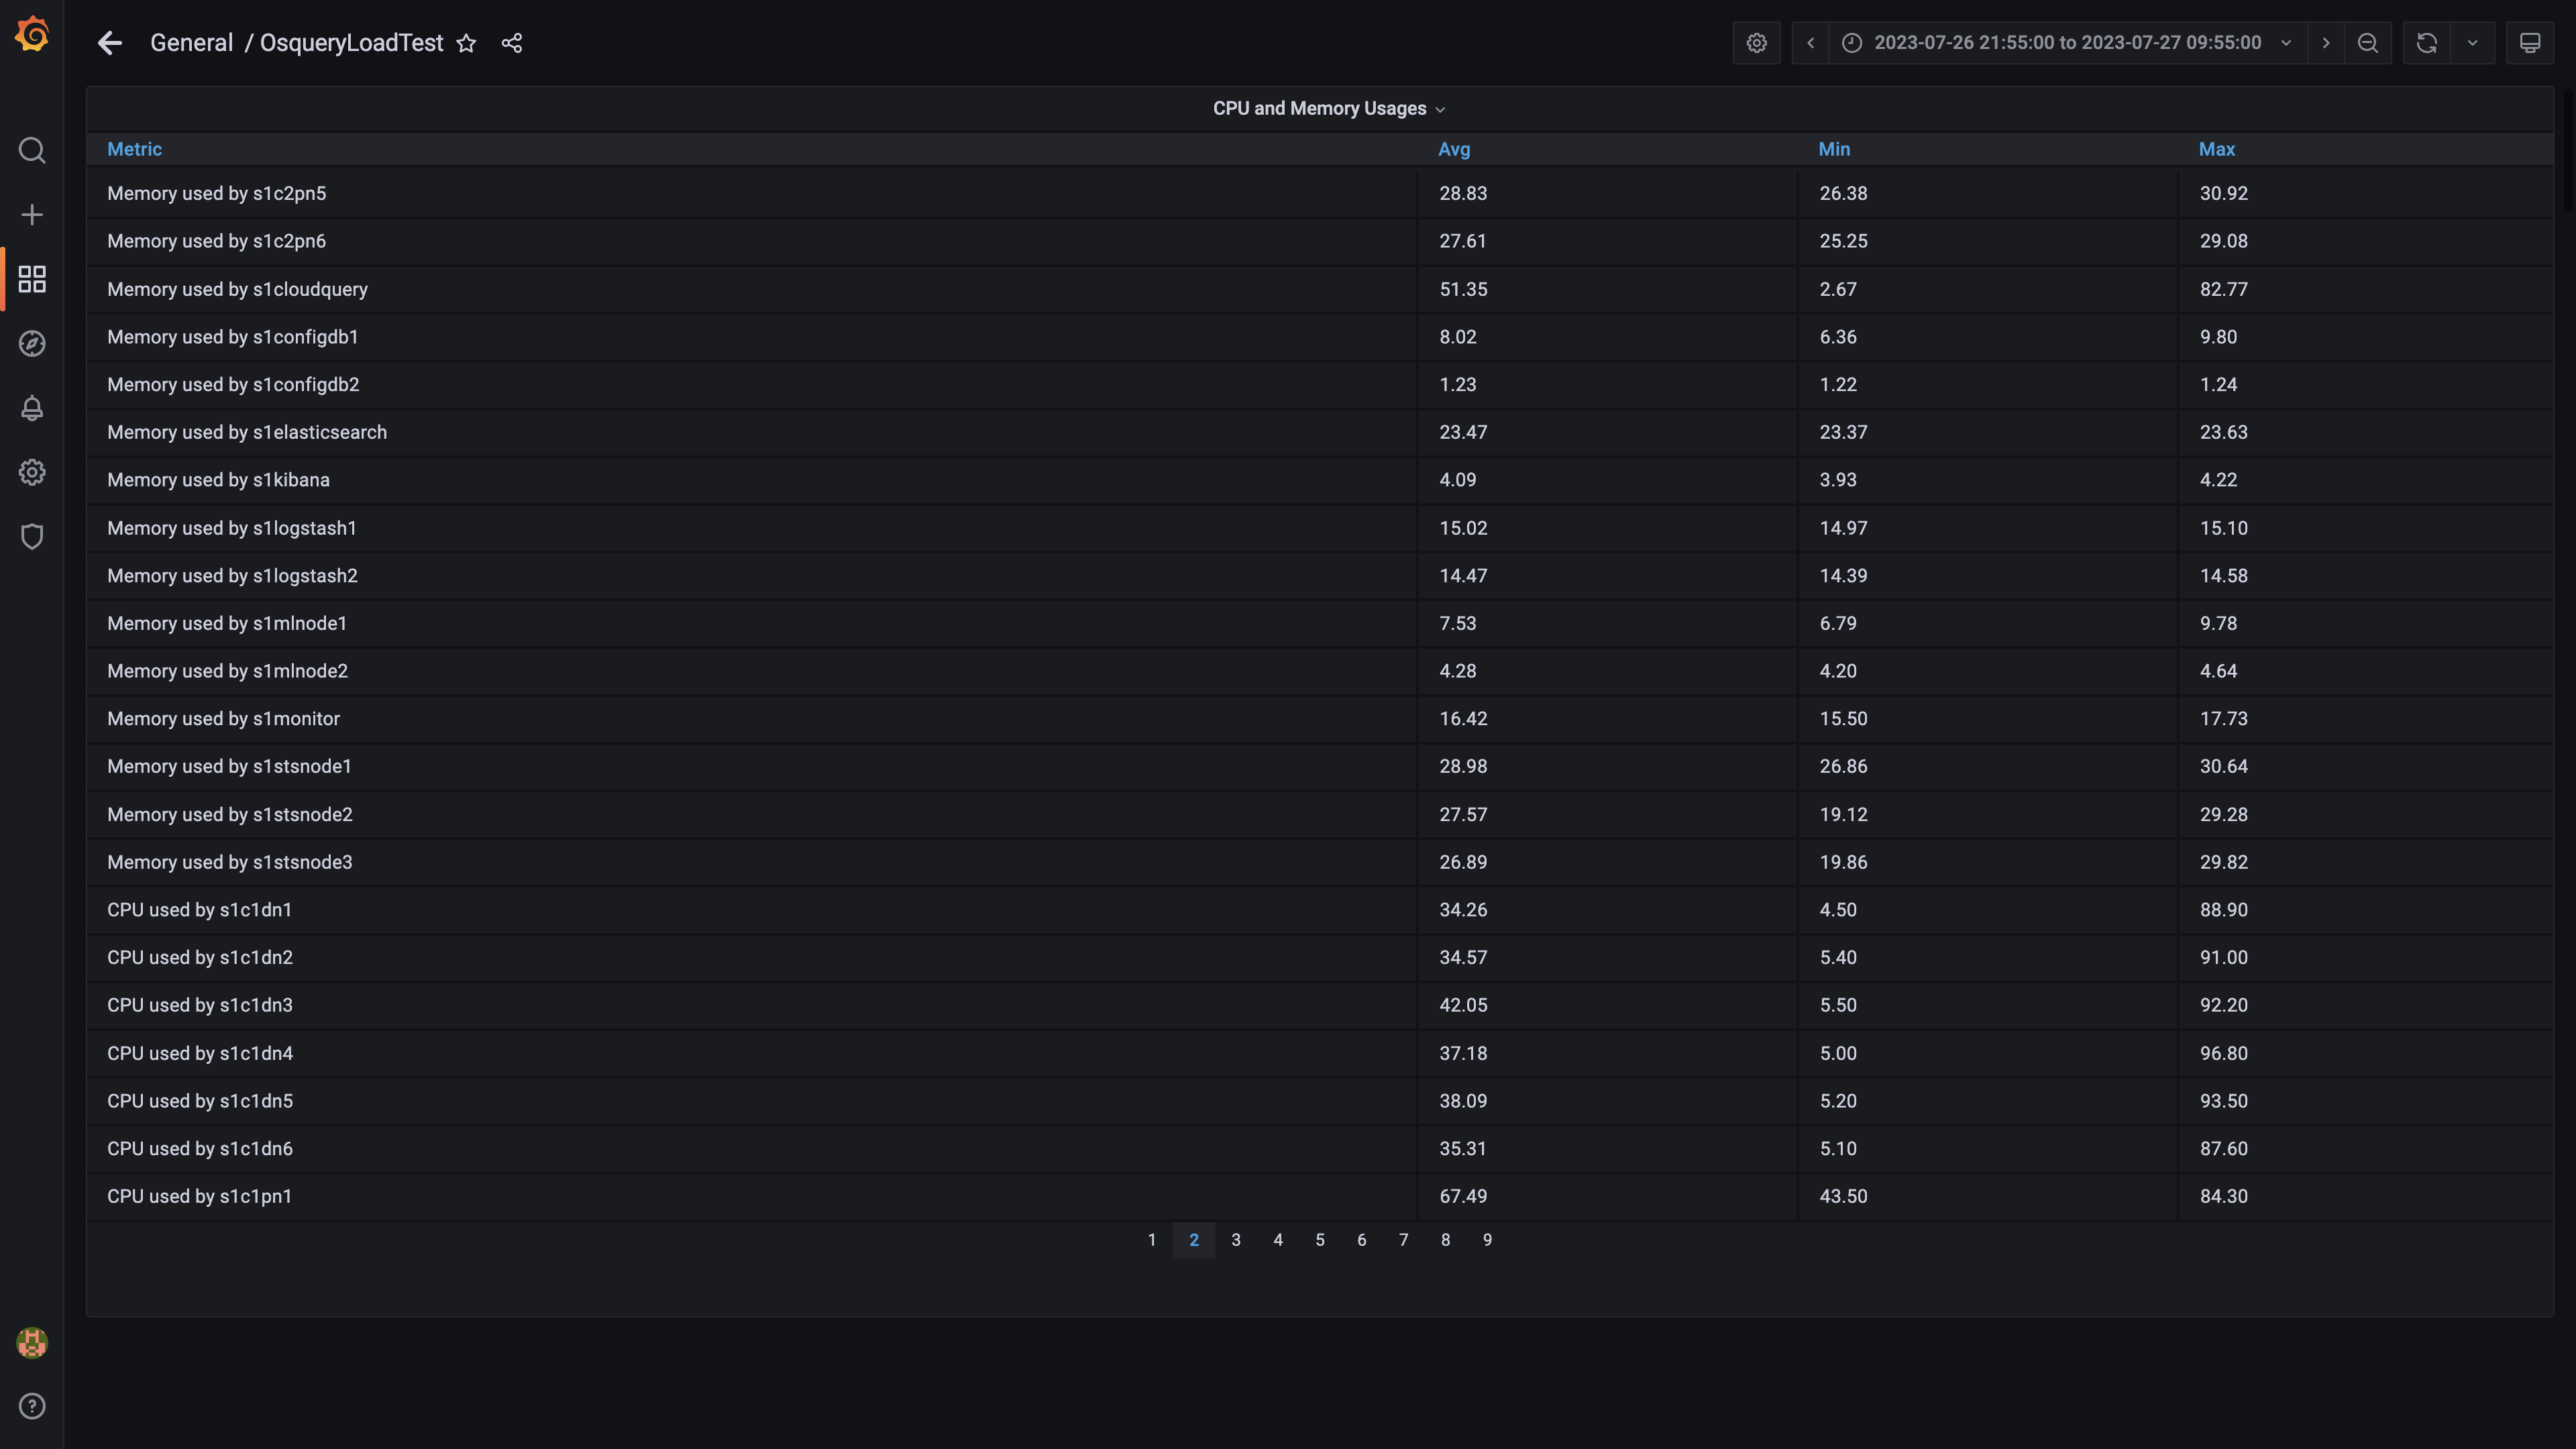 General / OsqueryLoadTest
2023-07-26 21:55:00 to 2023-07-27 09:55:00
CPU and Memory Usages
Metric Avg Min Max
Memory used by s1c2pn5 28.83 26.38 30.92
Memory used by s1c2pn6 27.61 25.25 29.08
Memory used by s1cloudquery 51.35 2.67 82.77
Memory used by s1configdb1 8.02 6.36 9.80
Memory used by s1configdb2 1.23 1.22 1.24
Memory used by s1elasticsearch 23.47 23.37 23.63
Memory used by s1kibana 4.09 3.93 4.22
Memory used by s1logstash1 15.02 14.97 15.10
Memory used by s1logstash2 14.47 14.39 14.58
Memory used by s1mlnode1 7.53 6.79 9.78
Memory used by s1mlnode2 4.28 4.20 4.64
Memory used by s1monitor 16.42 15.50 17.73
Memory used by s1stsnode1 28.98 26.86 30.64
Memory used by s1stsnode2 27.57 19.12 29.28
Memory used by s1stsnode3 26.89 19.86 29.82
CPU used by s1c1dn1 34.26 4.50 88.90
CPU used by s1c1dn2 34.57 5.40 91.00
CPU used by s1c1dn3 42.05 5.50 92.20
CPU used by s1c1dn4 37.18 5.00 96.80
CPU used by s1c1dn5 38.09 5.20 93.50
CPU used by s1c1dn6 35.31 5.10 87.60
CPU used by s1c1pn1 67.49 43.50 84.30
1 2 3 4 5 6 7 8 9